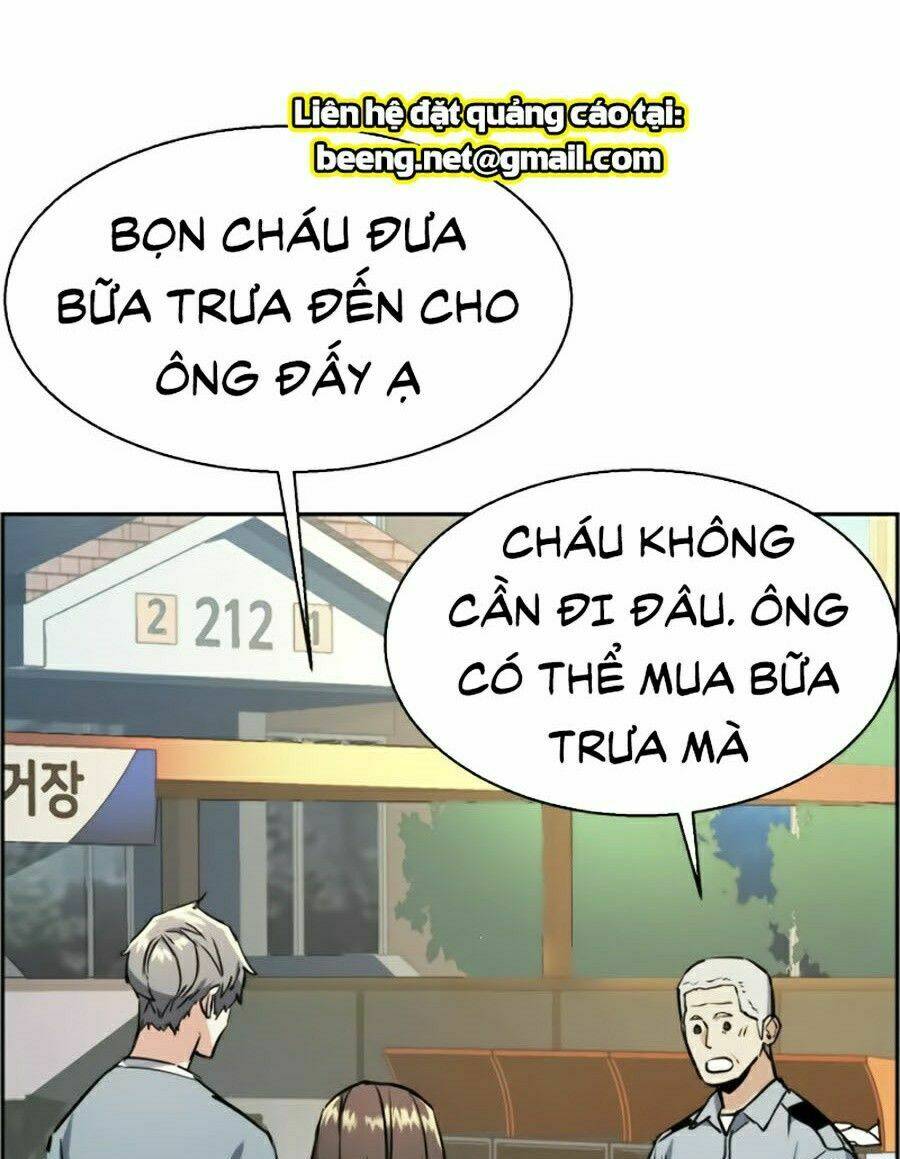 Liên hệ đặt quảng cáo tại:
beeng.net@gmail.com
BỌN CHÁU ĐƯA
BỮA TRƯA ĐẾN CHO
ÔNG ĐẤY Ạ
CHÁU KHÔNG
CẦN ĐI ĐÂU. ÔNG
CÓ THỂ MUA BỮA
TRƯA MÀ
2 212 1
거장